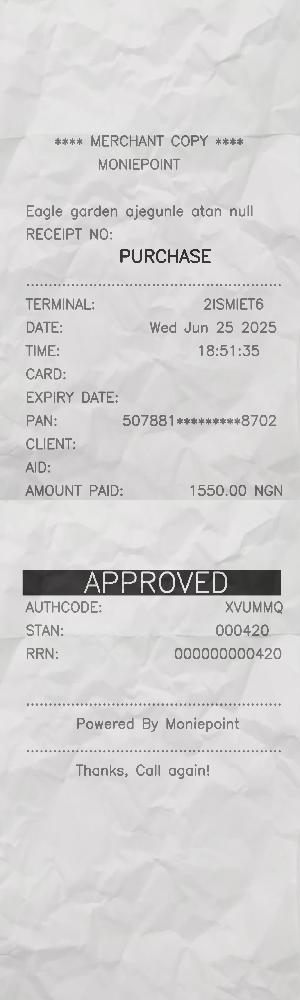 **** MERCHANT COPY ****
MONIEPOINT
Eagle garden ajegunle atan null
RECEIPT NO:
PURCHASE
TERMINAL: 2ISMIET6
DATE: Wed Jun 25 2025
TIME: 18:51:35
CARD:
EXPIRY DATE:
PAN: 507881*********8702
CLIENT:
AID:
AMOUNT PAID: 1550.00 NGN
APPROVED
AUTHCODE: XVUMMQ
STAN: 000420
RRN: 000000000420
Powered By Moniepoint
Thanks, Call again!